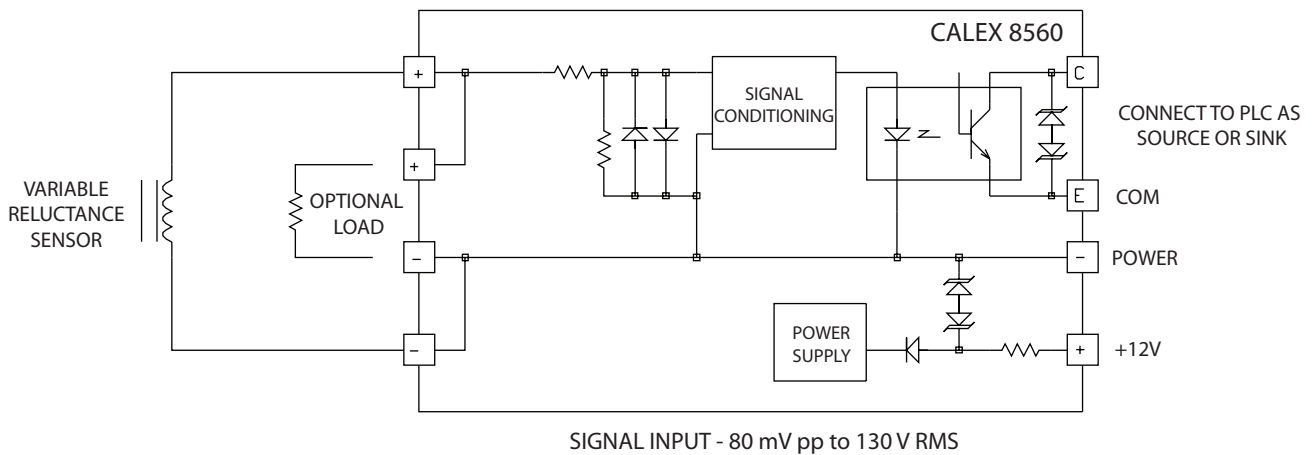 CALEX 8560
+
C
SIGNAL
CONDITIONING
CONNECT TO PLC AS
SOURCE OR SINK
+
VARIABLE
RELUCTANCE
SENSOR
OPTIONAL
LOAD
E
COM
-
-
POWER
POWER
SUPPLY
-
+
+12V
SIGNAL INPUT - 80 mV pp to 130 V RMS